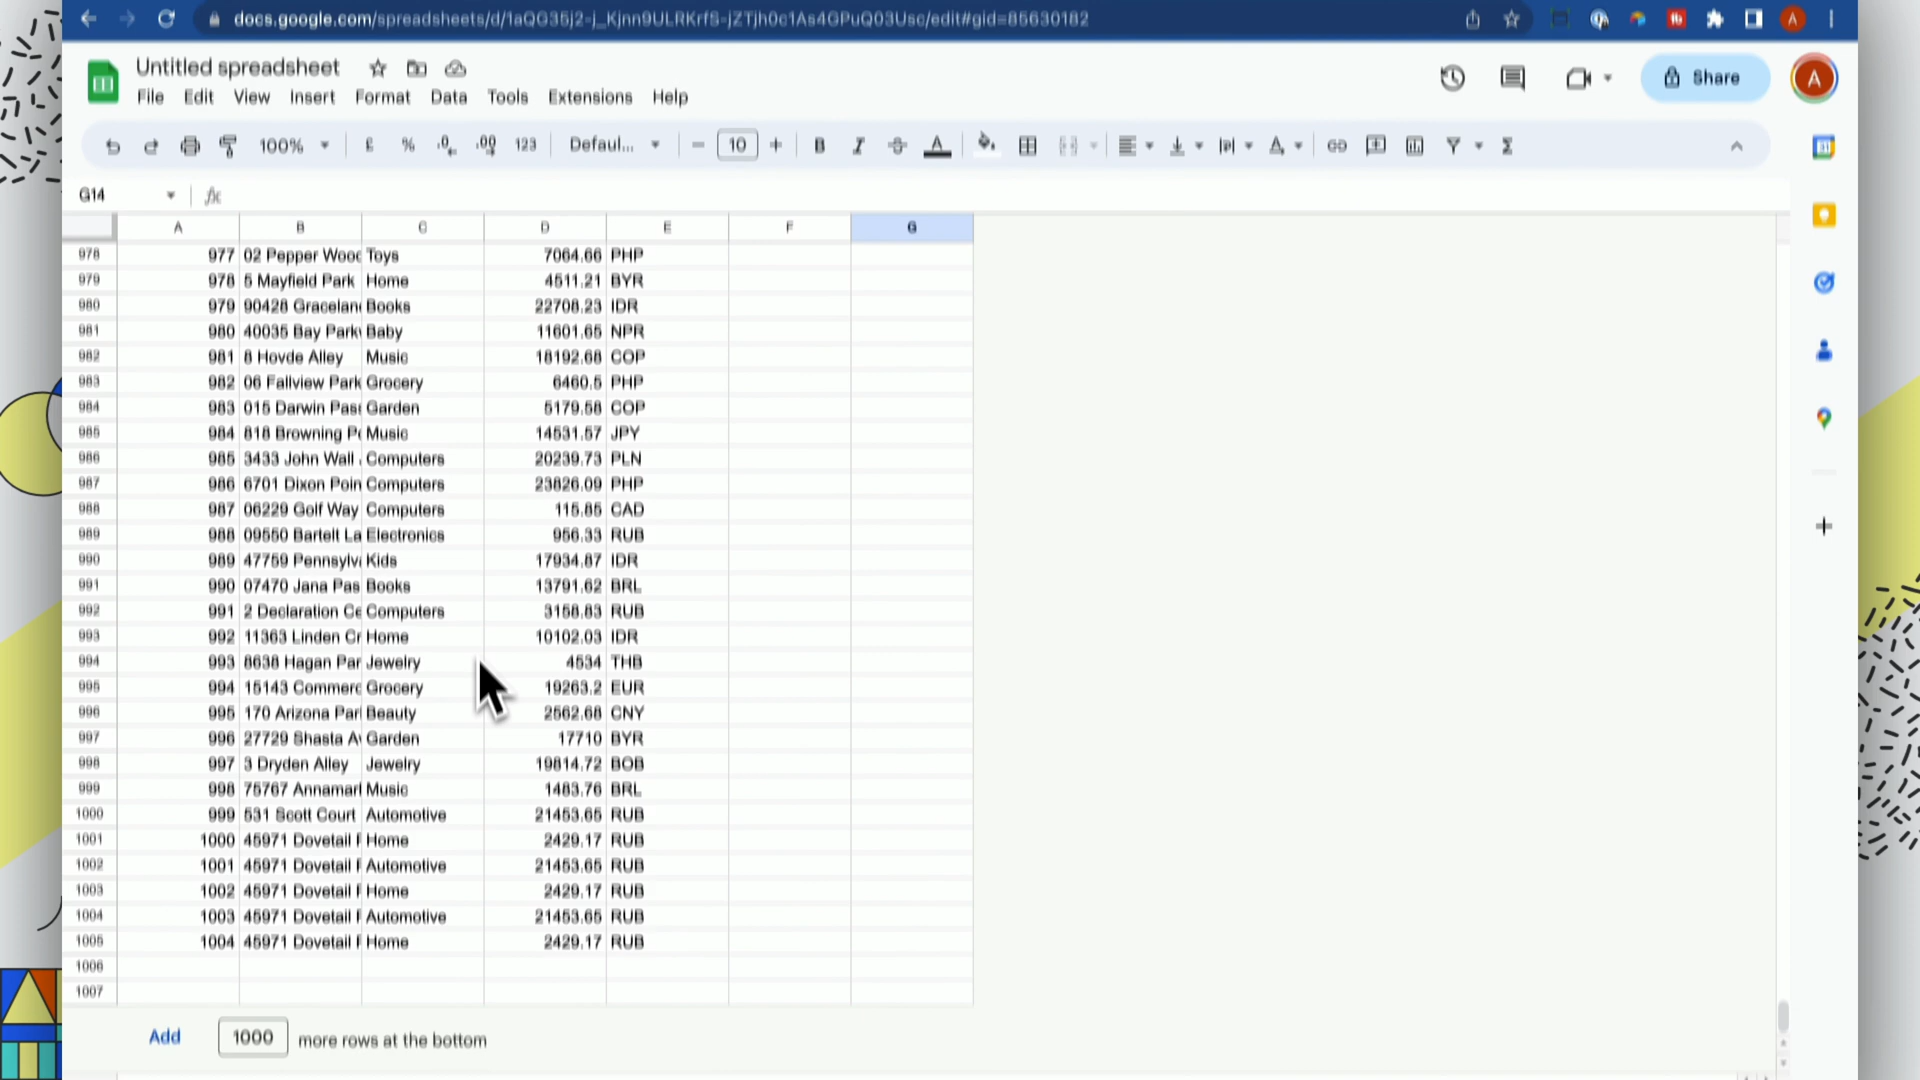 docs.google.com/spreadsheets/d/1aQG35j2-j_Kjnn9ULRKrfS-jZTjh0c1As4GPuQ03Usc/edit#gid=85630182
Untitled spreadsheet
File Edit View Insert Format Data Tools Extensions Help
Share
A
100% £ % .0 .00 123 Defaul... 10 B I S A
G14 fx
A B C D E F G
978 977 02 Pepper Wood Toys 7064.66 PHP
979 978 5 Mayfield Park Home 4511.21 BYR
980 979 90428 Gracelan Books 22708.23 IDR
981 980 40035 Bay Park Baby 11601.65 NPR
982 981 8 Hovde Alley Music 18192.68 COP
983 982 06 Fallview Park Grocery 6460.5 PHP
984 983 015 Darwin Pas Garden 5179.58 COP
985 984 818 Browning P Music 14531.57 JPY
986 985 3433 John Wall Computers 20239.73 PLN
987 986 6701 Dixon Poin Computers 23826.09 PHP
988 987 06229 Golf Way Computers 115.85 CAD
989 988 09550 Bartelt La Electronics 956.33 RUB
990 989 47759 Pennsylv Kids 17934.87 IDR
991 990 07470 Jana Pas Books 13791.62 BRL
992 991 2 Declaration Ce Computers 3158.83 RUB
993 992 11363 Linden Cr Home 10102.03 IDR
994 993 8638 Hagan Par Jewelry 4534 THB
995 994 15143 Commerc Grocery 19263.2 EUR
996 995 170 Arizona Par Beauty 2562.68 CNY
997 996 27729 Shasta A Garden 17710 BYR
998 997 3 Dryden Alley Jewelry 19814.72 BOB
999 998 75767 Annamar Music 1483.76 BRL
1000 999 531 Scott Court Automotive 21453.65 RUB
1001 1000 45971 Dovetail Home 2429.17 RUB
1002 1001 45971 Dovetail Automotive 21453.65 RUB
1003 1002 45971 Dovetail Home 2429.17 RUB
1004 1003 45971 Dovetail Automotive 21453.65 RUB
1005 1004 45971 Dovetail Home 2429.17 RUB
1006
1007
Add 1000 more rows at the bottom